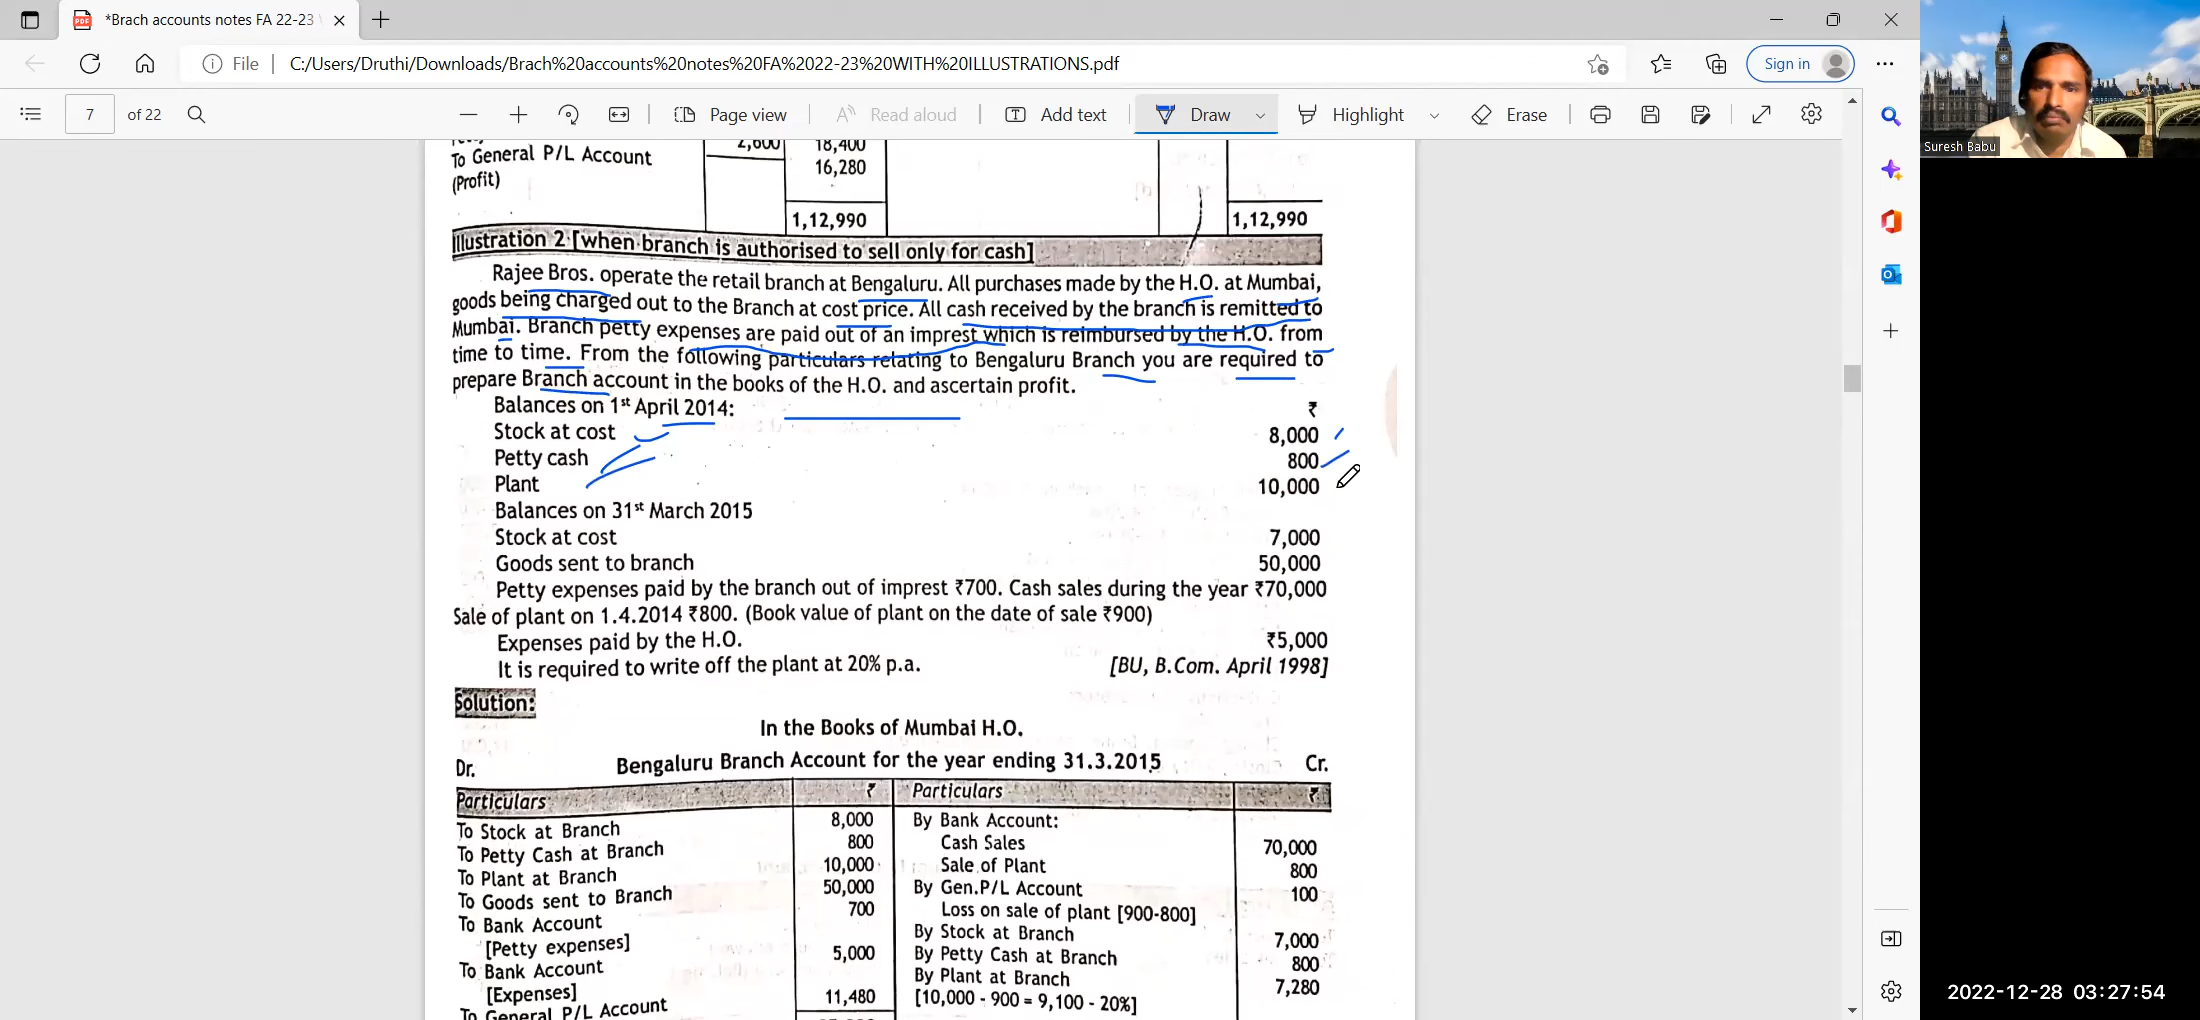 *Brach accounts notes FA 22-23
File
C:/Users/Druthi/Downloads/Brach%20accounts%20notes%20FA%2022-23%20WITH%20ILLUSTRATIONS.pdf
Sign in
7 of 22
Page view
Read aloud
Add text
Draw
Highlight
Erase
Suresh Babu
2,600 18,400
To General P/L Account 16,280
(Profit)
1,12,990 1,12,990
Illustration 2 [when branch is authorised to sell only for cash]
Rajee Bros. operate the retail branch at Bengaluru. All purchases made by the H.O. at Mumbai,
goods being charged out to the Branch at cost price. All cash received by the branch is remitted to
Mumbai. Branch petty expenses are paid out of an imprest which is reimbursed by the H.O. from
time to time. From the following particulars relating to Bengaluru Branch you are required to
prepare Branch account in the books of the H.O. and ascertain profit.
Balances on 1st April 2014: ₹
Stock at cost 8,000
Petty cash 800
Plant 10,000
Balances on 31st March 2015
Stock at cost 7,000
Goods sent to branch 50,000
Petty expenses paid by the branch out of imprest ₹700. Cash sales during the year ₹70,000
Sale of plant on 1.4.2014 ₹800. (Book value of plant on the date of sale ₹900)
Expenses paid by the H.O. ₹5,000
It is required to write off the plant at 20% p.a. [BU, B.Com. April 1998]
Solution:
In the Books of Mumbai H.O.
Dr. Bengaluru Branch Account for the year ending 31.3.2015 Cr.
Particulars ₹ Particulars ₹
To Stock at Branch 8,000 By Bank Account:
To Petty Cash at Branch 800 Cash Sales 70,000
To Plant at Branch 10,000 Sale of Plant 800
To Goods sent to Branch 50,000 By Gen.P/L Account 100
To Bank Account 700 Loss on sale of plant [900-800]
[Petty expenses] By Stock at Branch 7,000
To Bank Account 5,000 By Petty Cash at Branch 800
[Expenses] By Plant at Branch 7,280
To General P/L Account 11,480 [10,000 - 900 = 9,100 - 20%]
2022-12-28 03:27:54